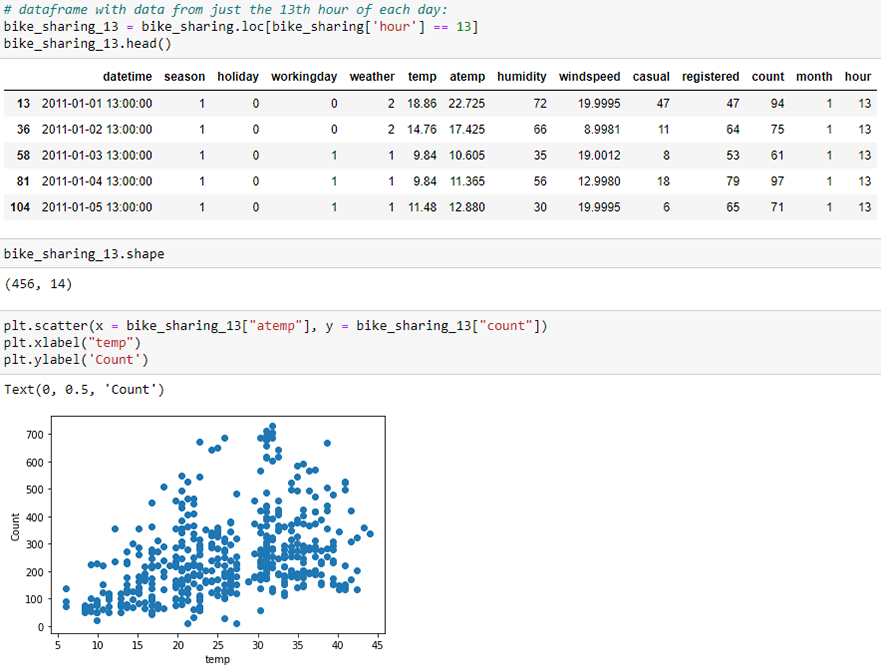 # dataframe with data from just the 13th hour of each day:
bike_sharing_13 = bike_sharing.loc[bike_sharing['hour'] == 13]
bike_sharing_13.head()
datetime season holiday workingday weather temp atemp humidity windspeed casual registered count month hour
13 2011-01-01 13:00:00 1 0 0 2 18.86 22.725 72 19.9995 47 47 94 1 13
36 2011-01-02 13:00:00 1 0 0 2 14.76 17.425 66 8.9981 11 64 75 1 13
58 2011-01-03 13:00:00 1 0 1 1 9.84 10.605 35 19.0012 8 53 61 1 13
81 2011-01-04 13:00:00 1 0 1 1 9.84 11.365 56 12.9980 18 79 97 1 13
104 2011-01-05 13:00:00 1 0 1 1 11.48 12.880 30 19.9995 6 65 71 1 13
bike_sharing_13.shape
(456, 14)
plt.scatter(x = bike_sharing_13["atemp"], y = bike_sharing_13["count"])
plt.xlabel("temp")
plt.ylabel('Count')
Text(0, 0.5, 'Count')
700
600
500
400
300
200
100
0
Count
5 10 15 20 25 30 35 40 45
temp